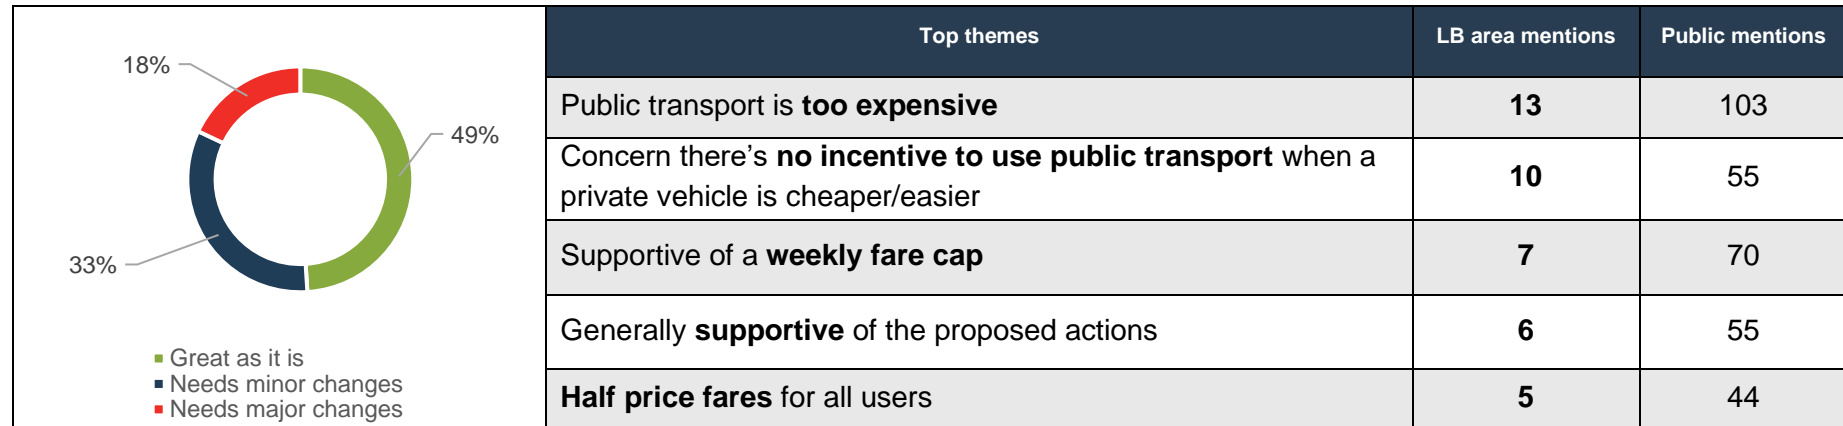 18%
49%
33%
Great as it is
Needs minor changes
Needs major changes
Top themes LB area mentions Public mentions
Public transport is too expensive 13 103
Concern there's no incentive to use public transport when a
private vehicle is cheaper/easier 10 55
Supportive of a weekly fare cap 7 70
Generally supportive of the proposed actions 6 55
Half price fares for all users 5 44